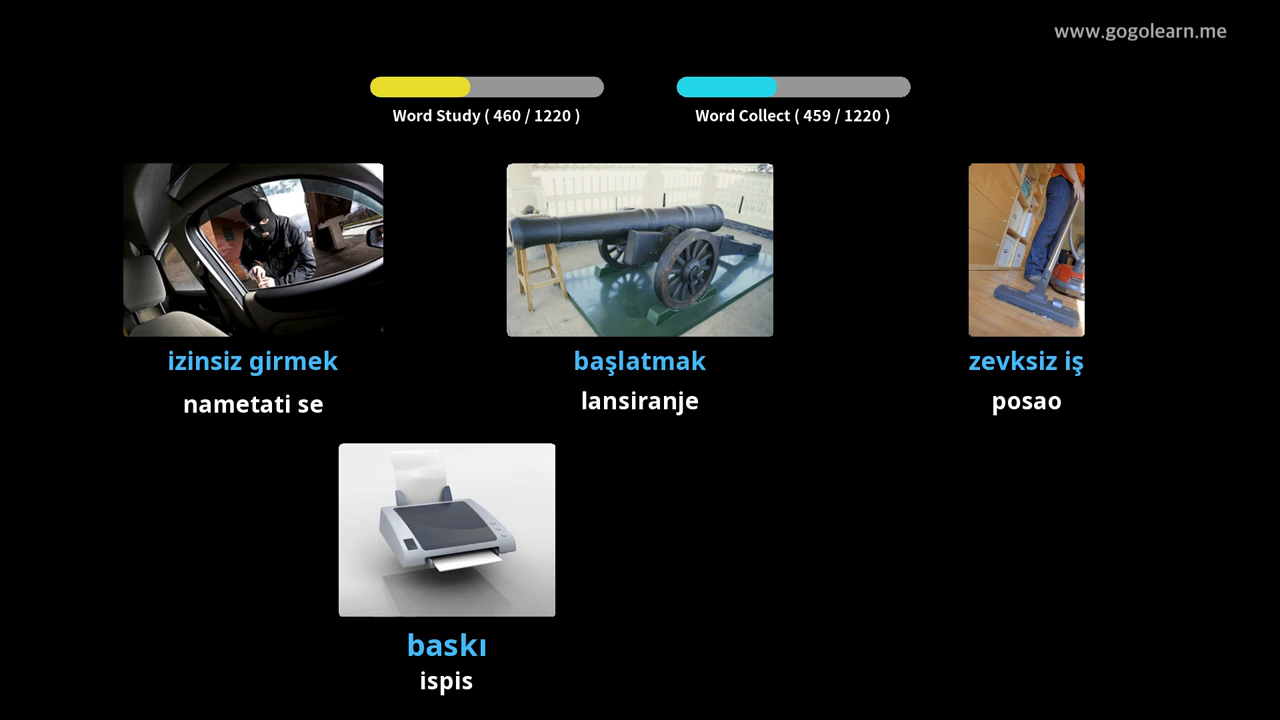 www.gogolearn.me
Word Study ( 460 / 1220 )
Word Collect ( 459 / 1220 )
izinsiz girmek
nametati se
başlatmak
lansiranje
zevksiz iş
posao
baskı
ispis